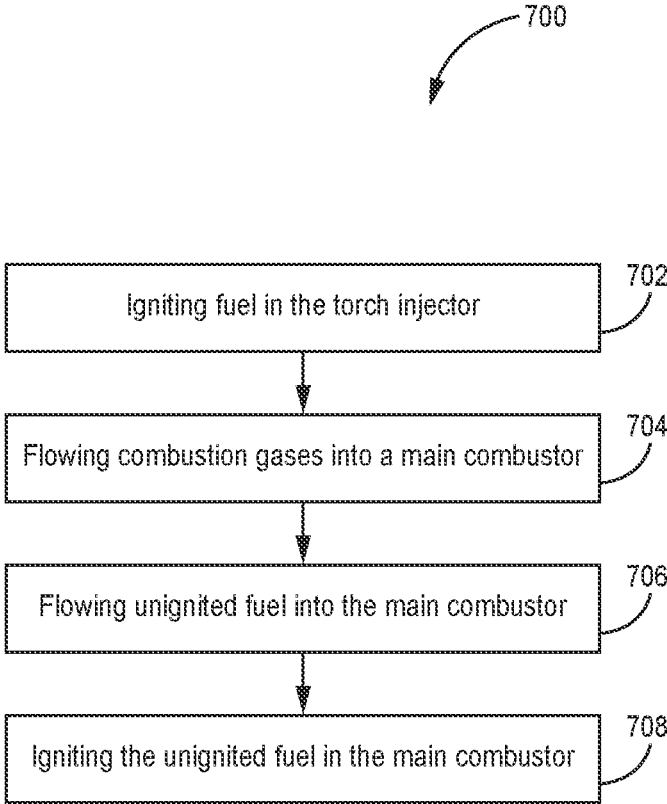 700
702
Igniting fuel in the torch injector
704
Flowing combustion gases into a main combustor
706
Flowing unignited fuel into the main combustor
708
Igniting the unignited fuel in the main combustor